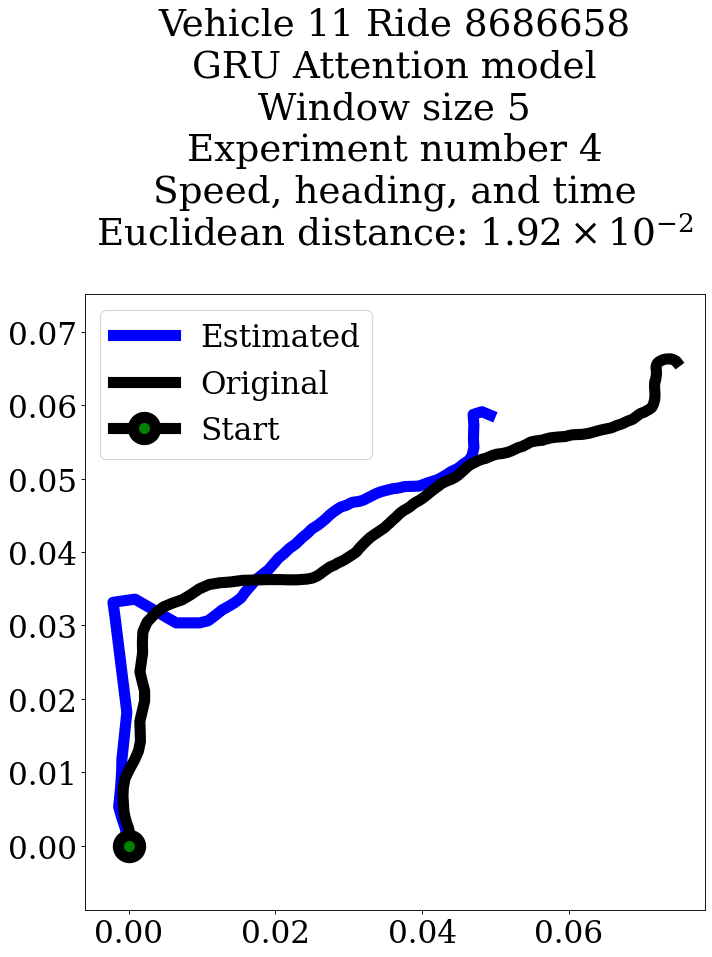 Vehicle 11 Ride 8686658
GRU Attention model
Window size 5
Experiment number 4
Speed, heading, and time
Euclidean distance: 1.92 × 10⁻²
Estimated
Original
Start
0.07
0.06
0.05
0.04
0.03
0.02
0.01
0.00
0.00 0.02 0.04 0.06